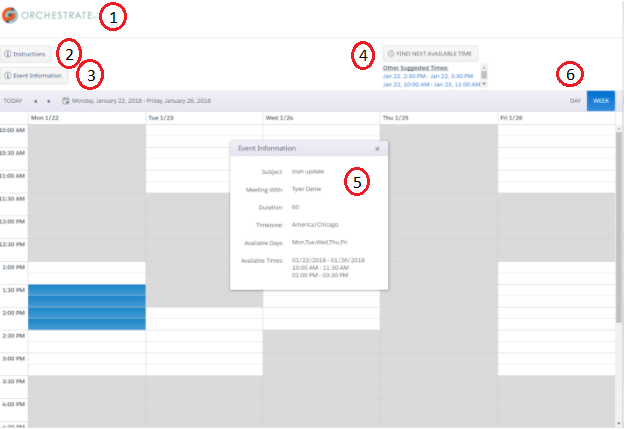 ORCHESTRATE
1
Instructions
2
Event Information
3
4
FIND NEXT AVAILABLE TIME
Other Suggested Times:
Jan 22, 2:30 PM - Jan 22, 3:30 PM
Jan 23, 10:00 AM - Jan 23, 11:00 AM
6
TODAY
Monday, January 22, 2018 - Friday, January 26, 2018
DAY
WEEK
Mon 1/22
Tue 1/23
Wed 1/24
Thu 1/25
Fri 1/26
10:00 AM
10:30 AM
11:00 AM
11:30 AM
12:00 PM
12:30 PM
1:00 PM
1:30 PM
2:00 PM
2:30 PM
3:00 PM
3:30 PM
4:00 PM
4:30 PM
Event Information
5
Subject: blah update
Meeting With: Tyler Dahle
Duration: 60
Timezone: America/Chicago
Available Days: Mon,Tue,Wed,Thu,Fri
Available Times: 01/22/2018 - 01/26/2018
10:00 AM - 11:30 AM
01:00 PM - 03:30 PM